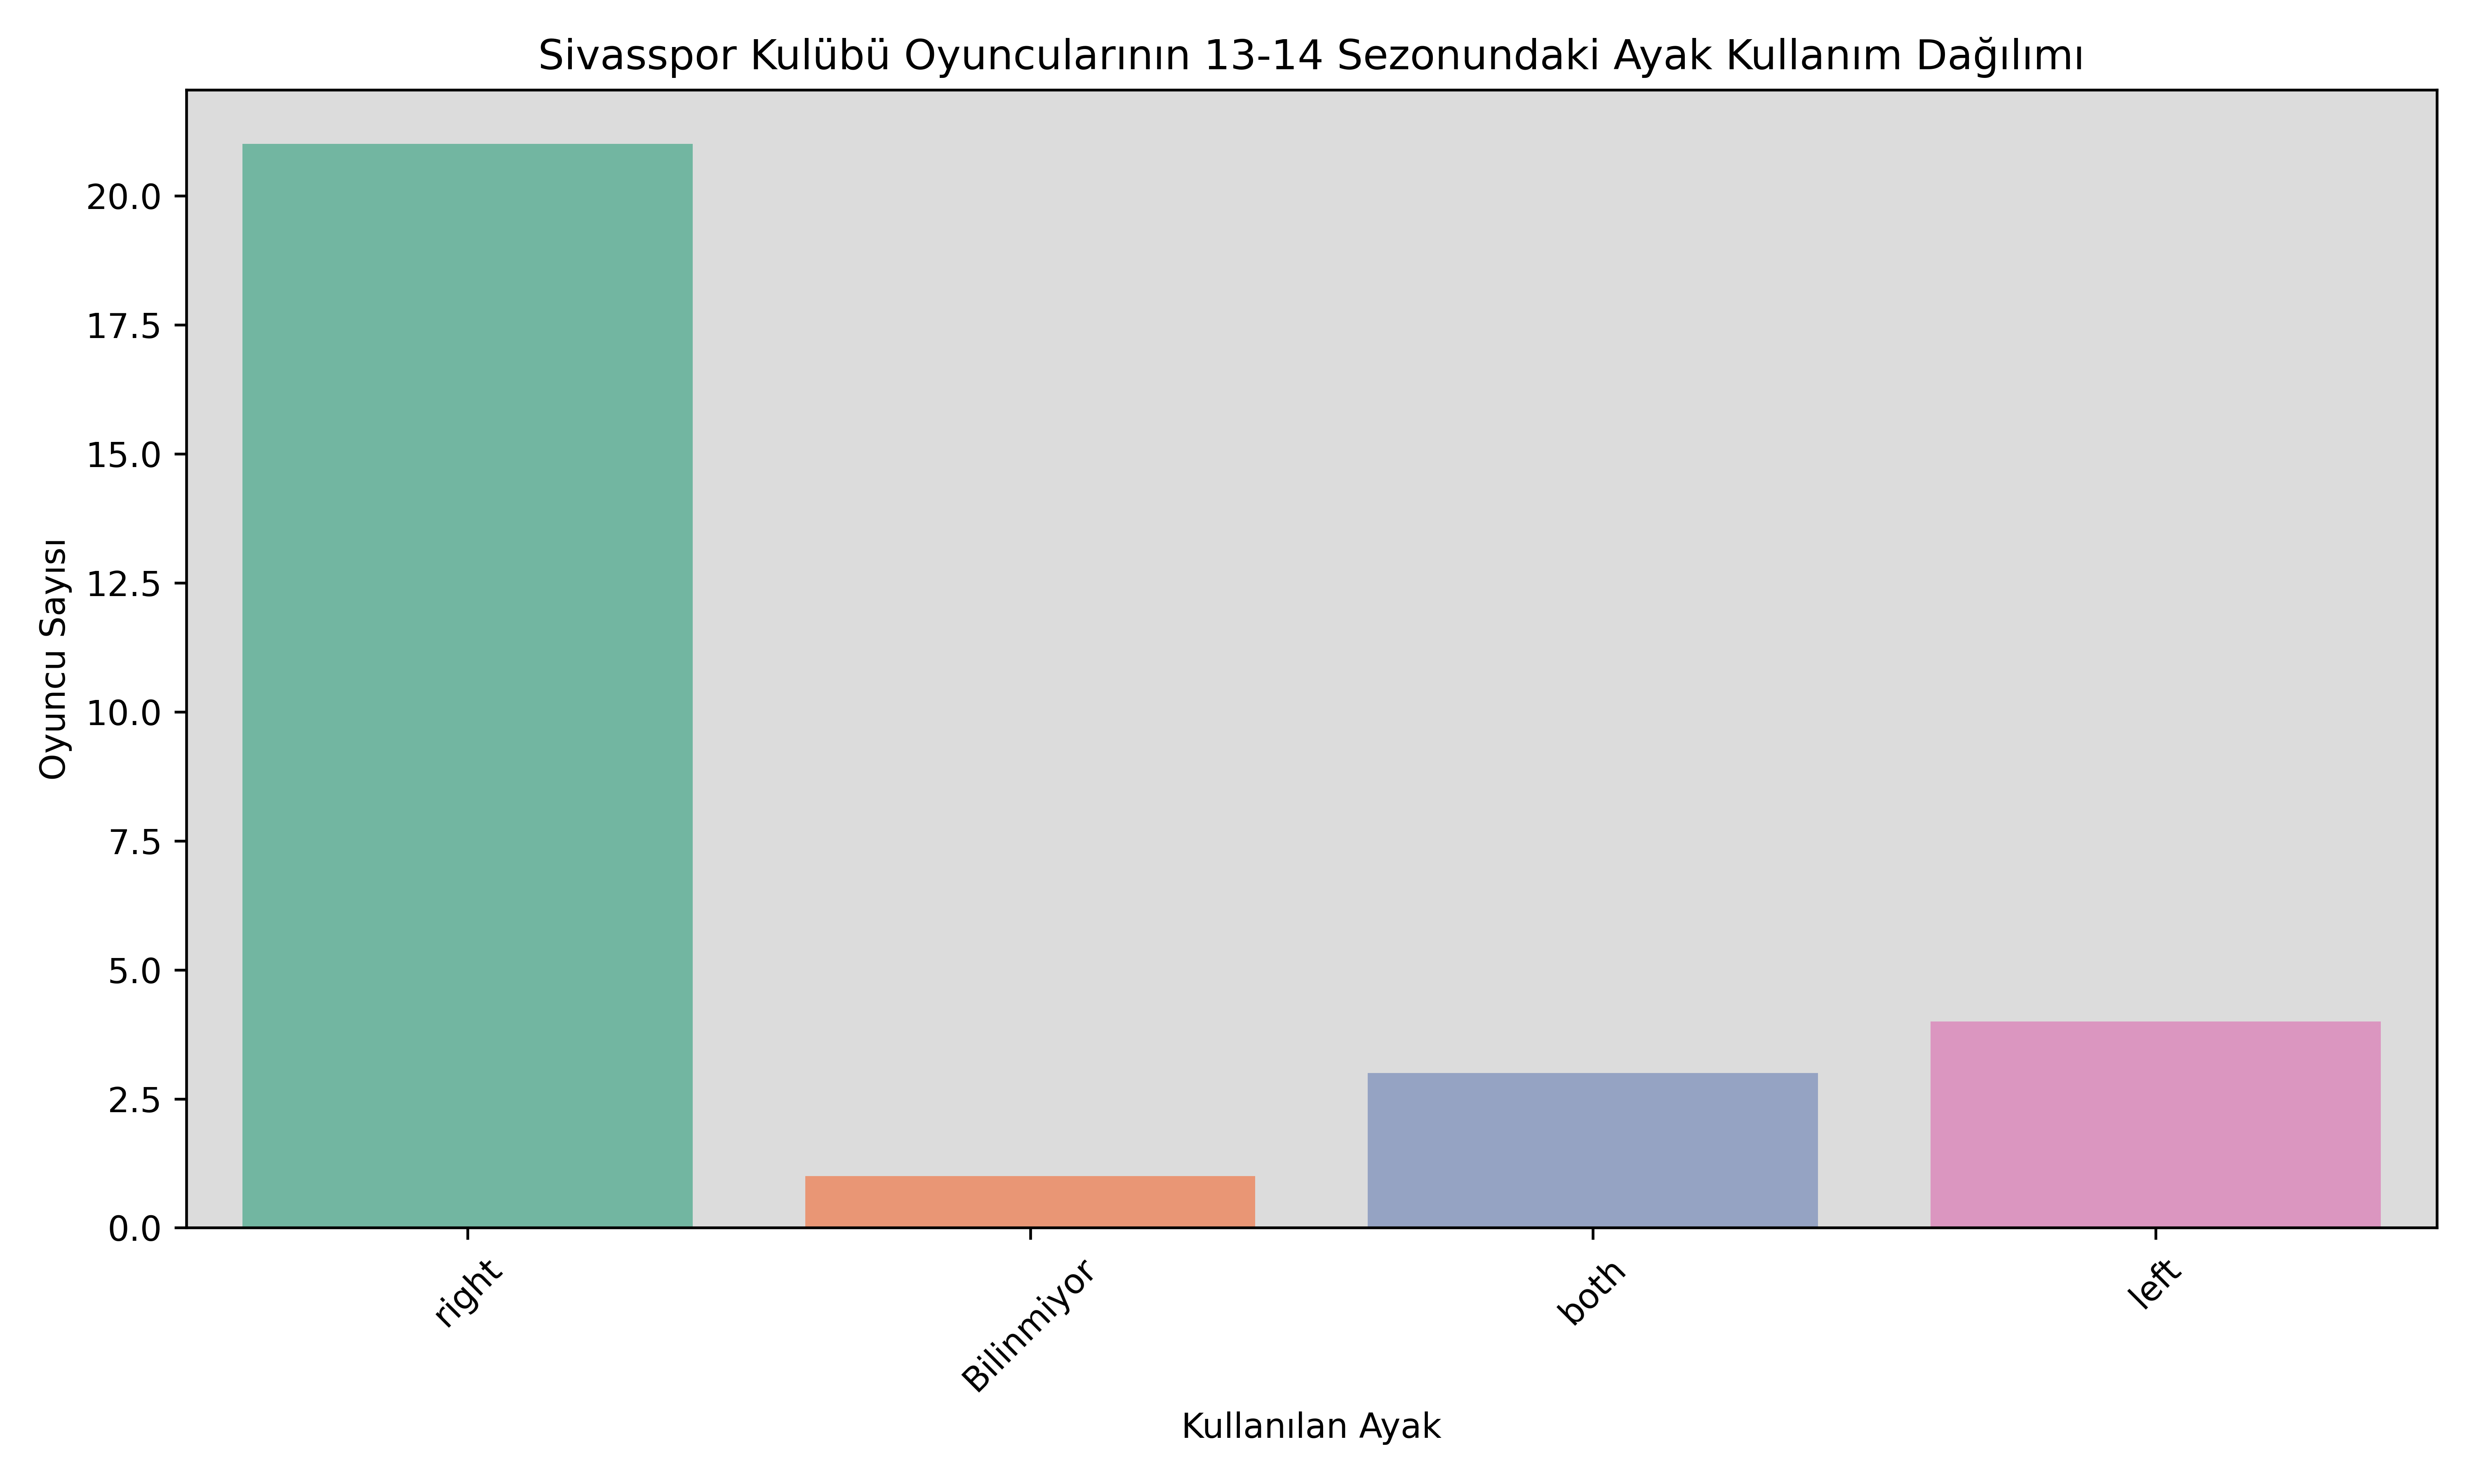 Sivasspor Kulübü Oyuncularının 13-14 Sezonundaki Ayak Kullanım Dağılımı
Oyuncu Sayısı
20.0
17.5
15.0
12.5
10.0
7.5
5.0
2.5
0.0
right
Bilinmiyor
both
left
Kullanılan Ayak